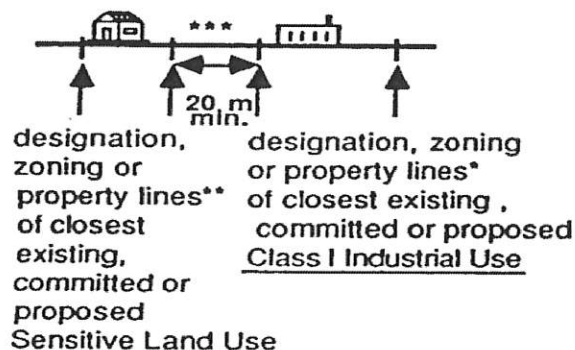 ***
20 m
min.
designation,
zoning or
property lines**
of closest
existing,
committed or
proposed
Sensitive Land Use
designation, zoning
or property lines*
of closest existing ,
committed or proposed
Class I Industrial Use